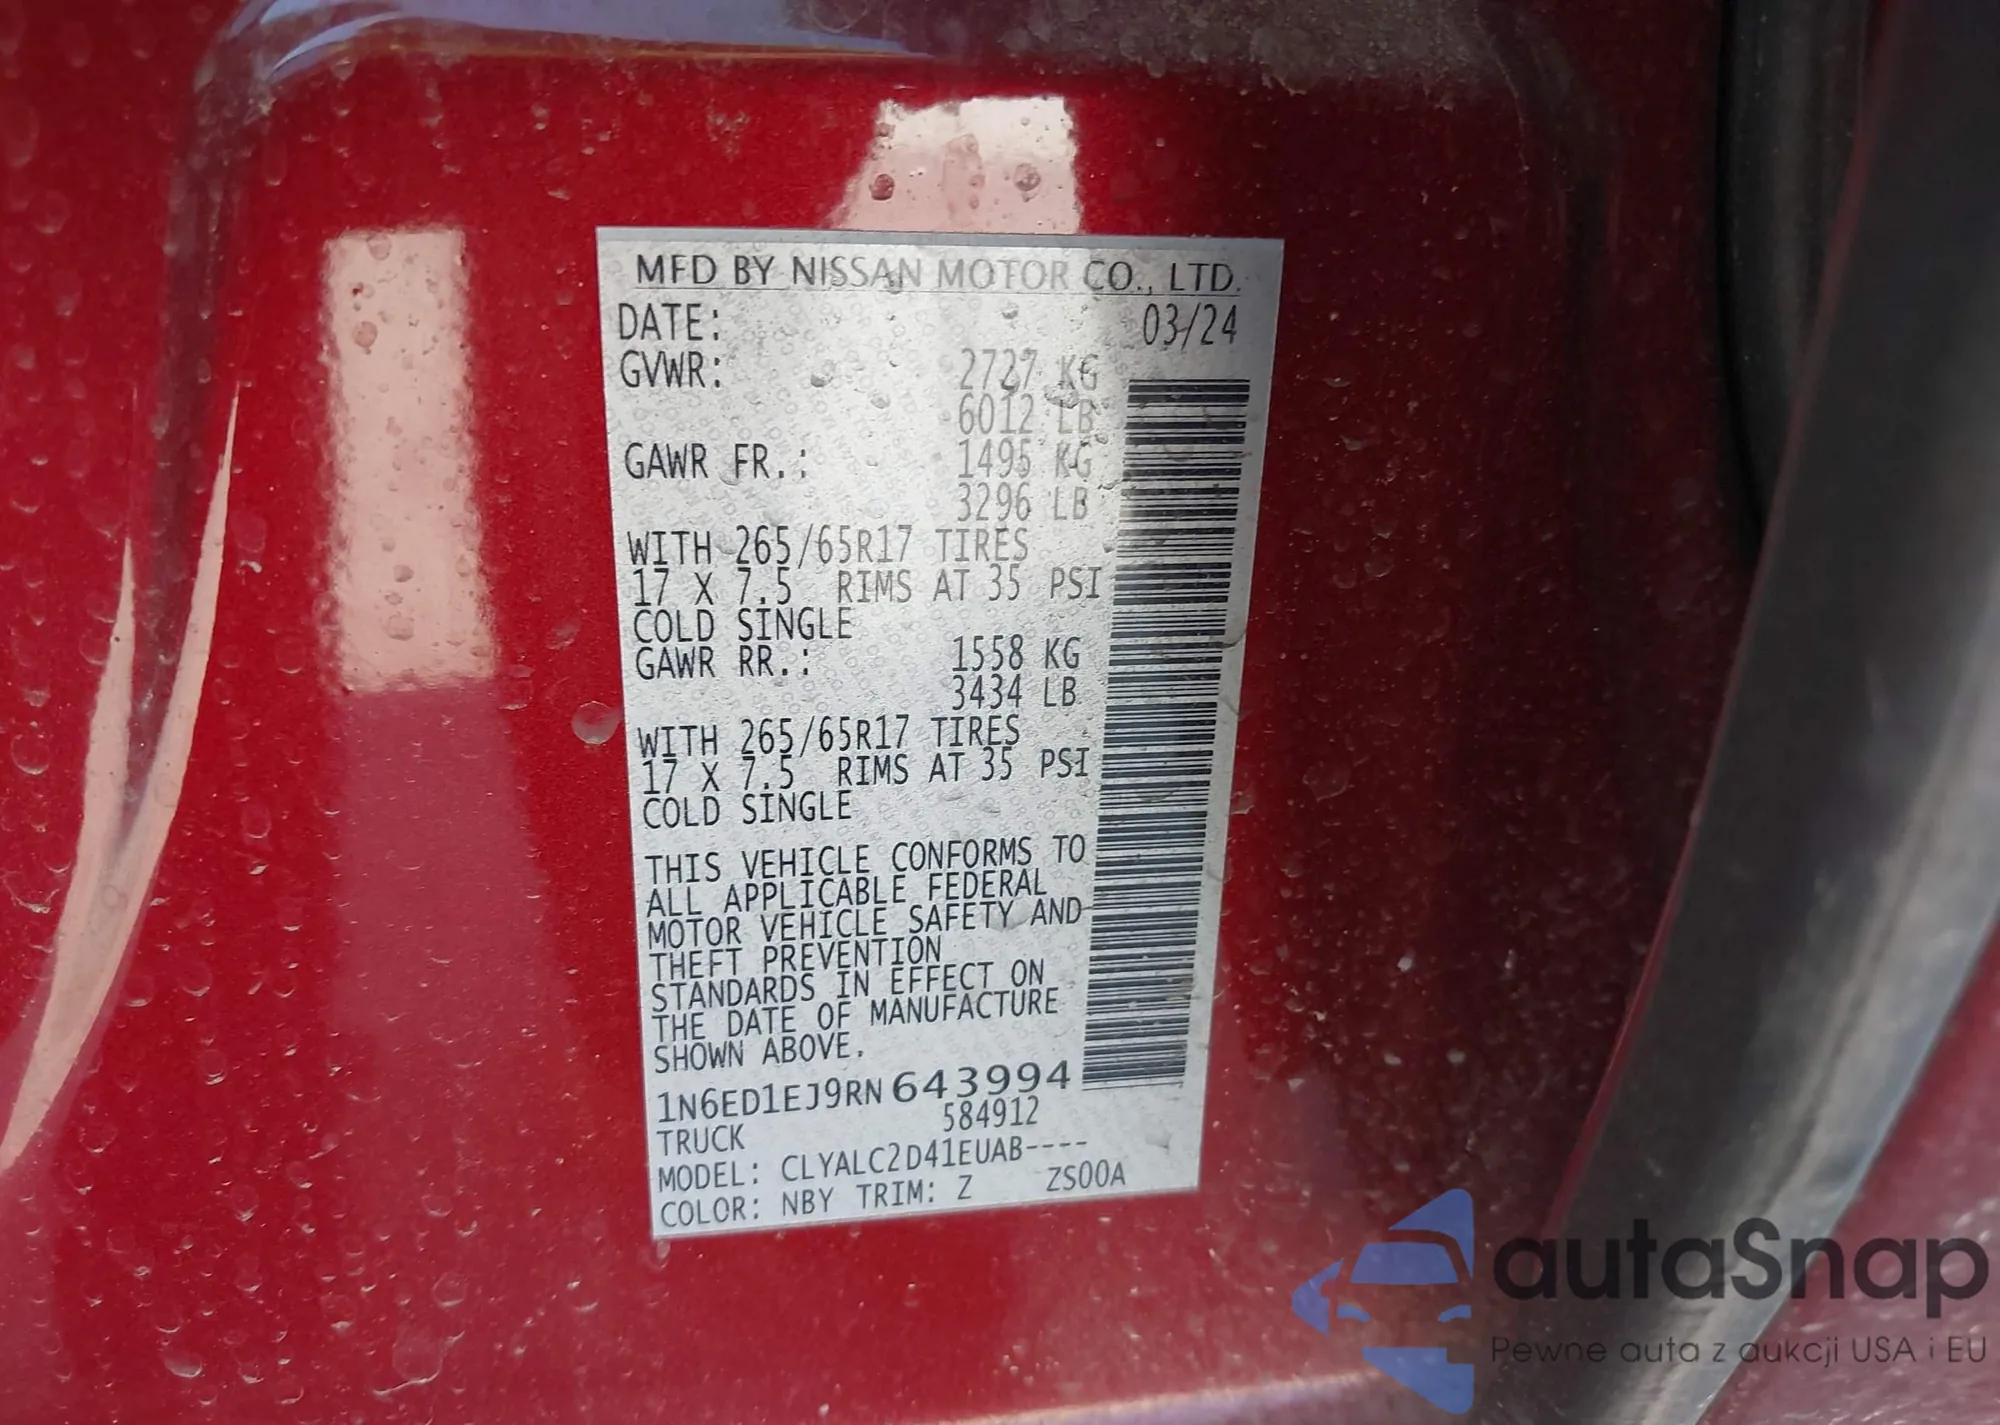 MFD BY NISSAN MOTOR CO., LTD.
DATE: 03/24
GVWR: 2727 KG
6012 LB
GAWR FR.: 1495 KG
3296 LB
WITH 265/65R17 TIRES
17 X 7.5 RIMS AT 35 PSI
COLD SINGLE
GAWR RR.: 1558 KG
3434 LB
WITH 265/65R17 TIRES
17 X 7.5 RIMS AT 35 PSI
COLD SINGLE
THIS VEHICLE CONFORMS TO
ALL APPLICABLE FEDERAL
MOTOR VEHICLE SAFETY AND
THEFT PREVENTION
STANDARDS IN EFFECT ON
THE DATE OF MANUFACTURE
SHOWN ABOVE.
1N6ED1EJ9RN643994
584912
TRUCK
MODEL: CLYALC2D41EUAB----
COLOR: NBY TRIM: Z ZS00A
autaSnap
Pewne auta z aukcji USA i EU